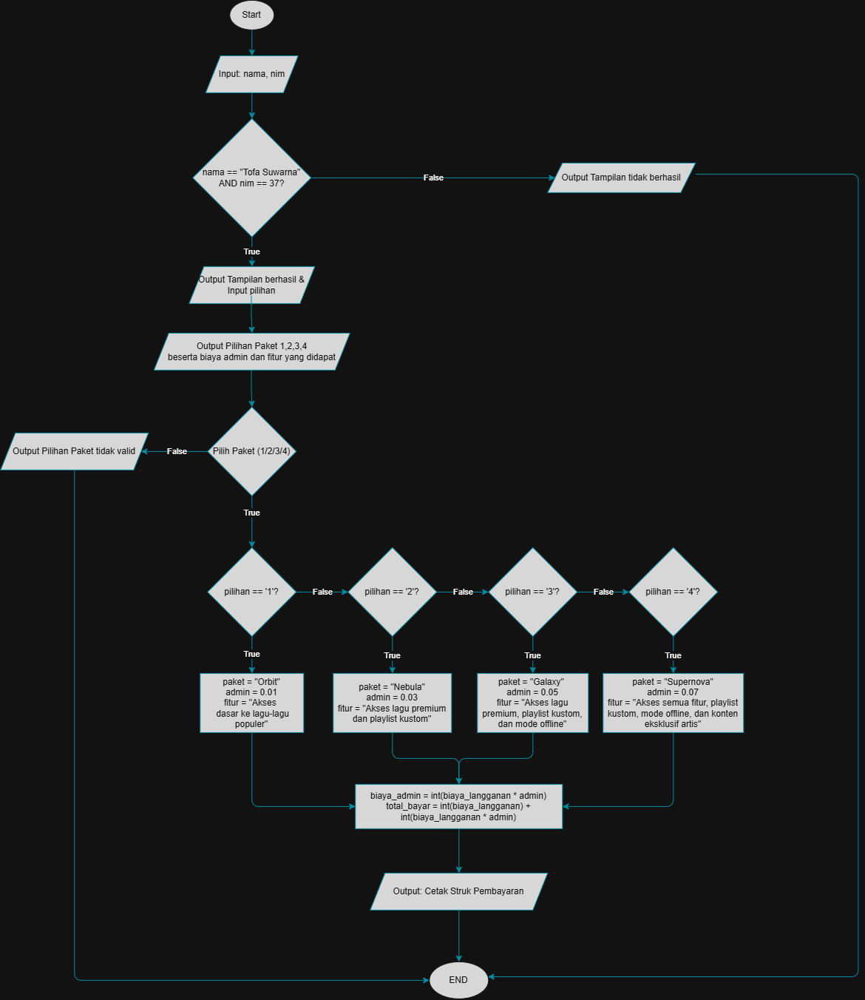 Start
Input: nama, nim
nama == "Tofa Suwarna"
AND nim == 37?
False
Output Tampilan tidak berhasil
True
Output Tampilan berhasil &
Input pilihan
Output Pilihan Paket 1,2,3,4
beserta biaya admin dan fitur yang didapat
Output Pilihan Paket tidak valid
False
Pilih Paket (1/2/3/4)
True
pilihan == '1'?
False
pilihan == '2'?
False
pilihan == '3'?
False
pilihan == '4'?
True
True
True
True
paket = "Orbit"
admin = 0.01
fitur = "Akses
dasar ke lagu-lagu
populer"
paket = "Nebula"
admin = 0.03
fitur = "Akses lagu premium
dan playlist kustom"
paket = "Galaxy"
admin = 0.05
fitur = "Akses lagu
premium, playlist kustom,
dan mode offline"
paket = "Supernova"
admin = 0.07
fitur = "Akses semua fitur, playlist
kustom, mode offline, dan konten
eksklusif artis"
biaya_admin = int(biaya_langganan * admin)
total_bayar = int(biaya_langganan) +
int(biaya_langganan * admin)
Output: Cetak Struk Pembayaran
END